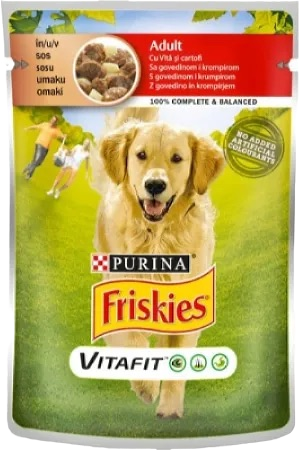 in/u/v
sos
sosu
umaku
omaki
Adult
Cu Vită și cartofi
Sa govedinom i krompirom
S govedinom i krumpirom
Z govedino in krompirjem
100% COMPLETE & BALANCED
NO ADDED
ARTIFICIAL
COLOURANTS
PURINA
Friskies
VITAFIT